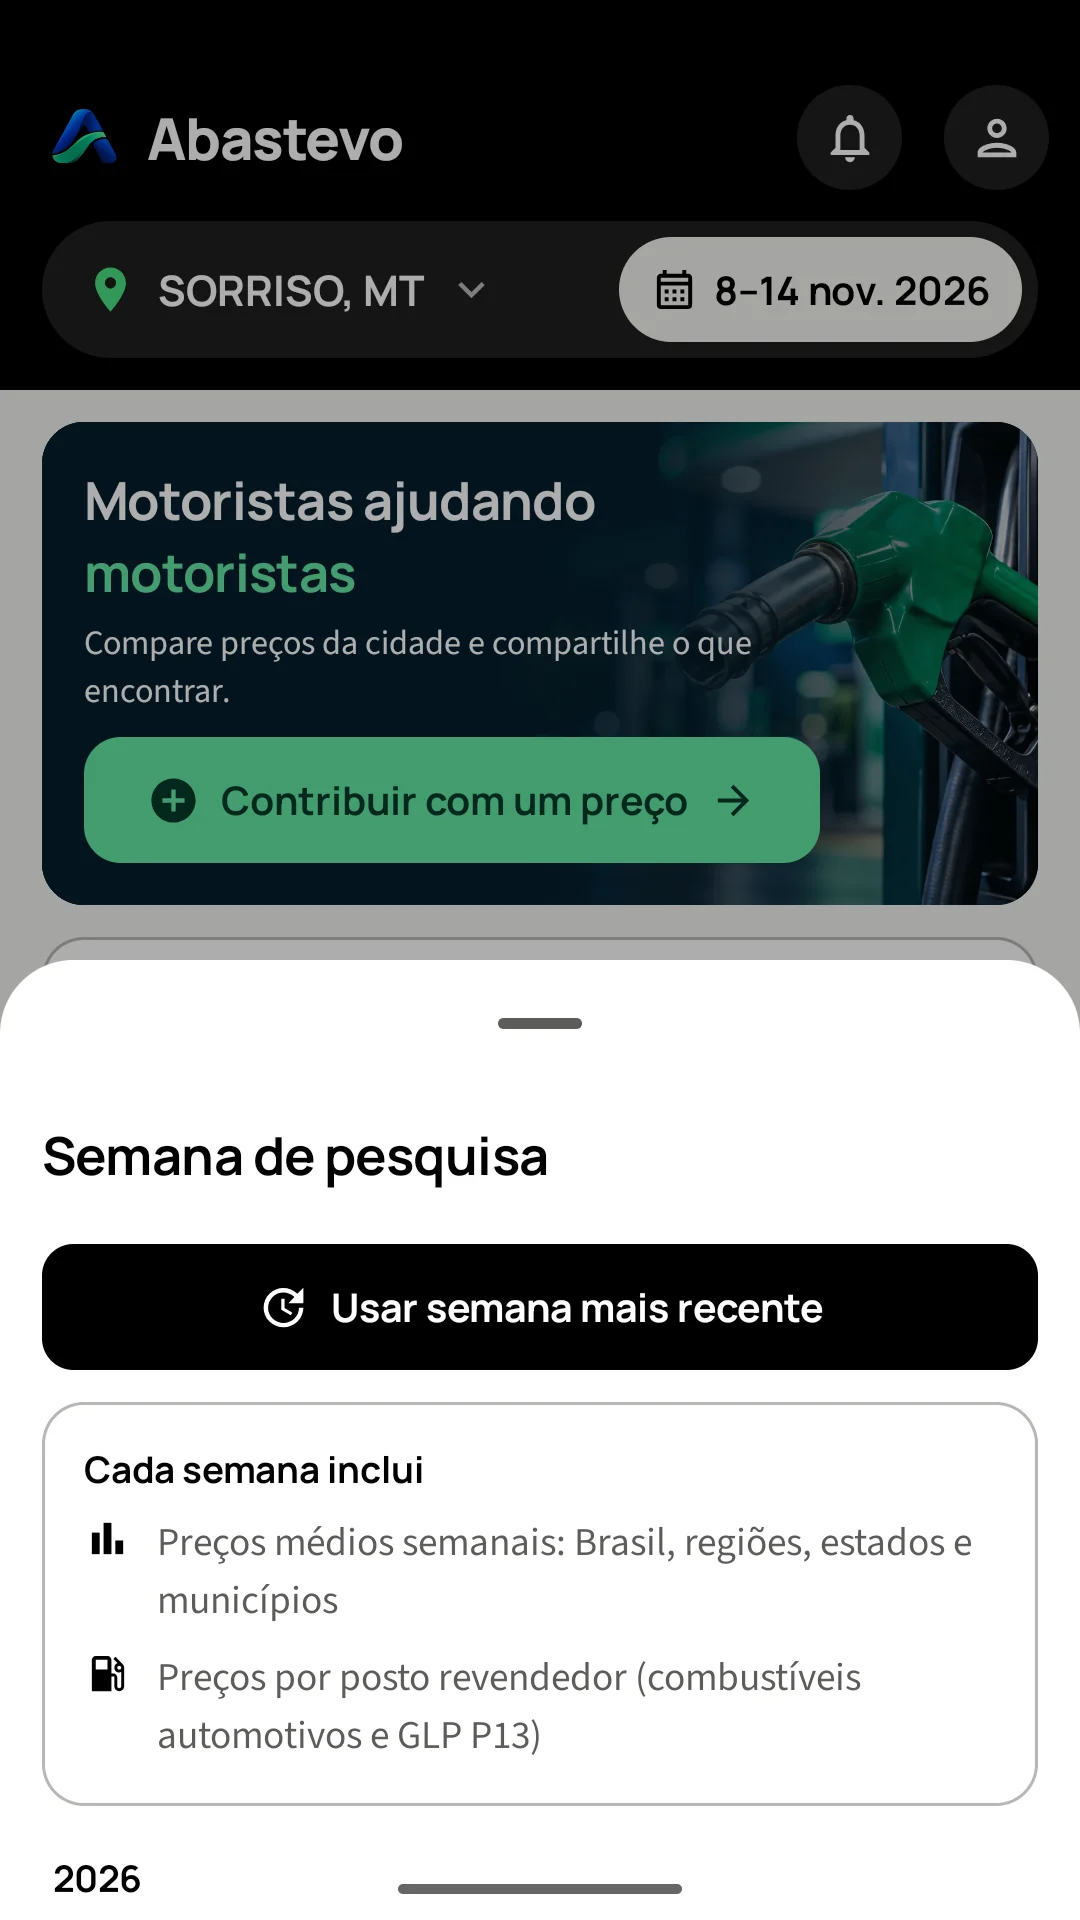 Abastevo
SORRISO, MT
8–14 nov. 2026
Motoristas ajudando
motoristas
Compare preços da cidade e compartilhe o que
encontrar.
Contribuir com um preço
Semana de pesquisa
Usar semana mais recente
Cada semana inclui
Preços médios semanais: Brasil, regiões, estados e
municípios
Preços por posto revendedor (combustíveis
automotivos e GLP P13)
2026